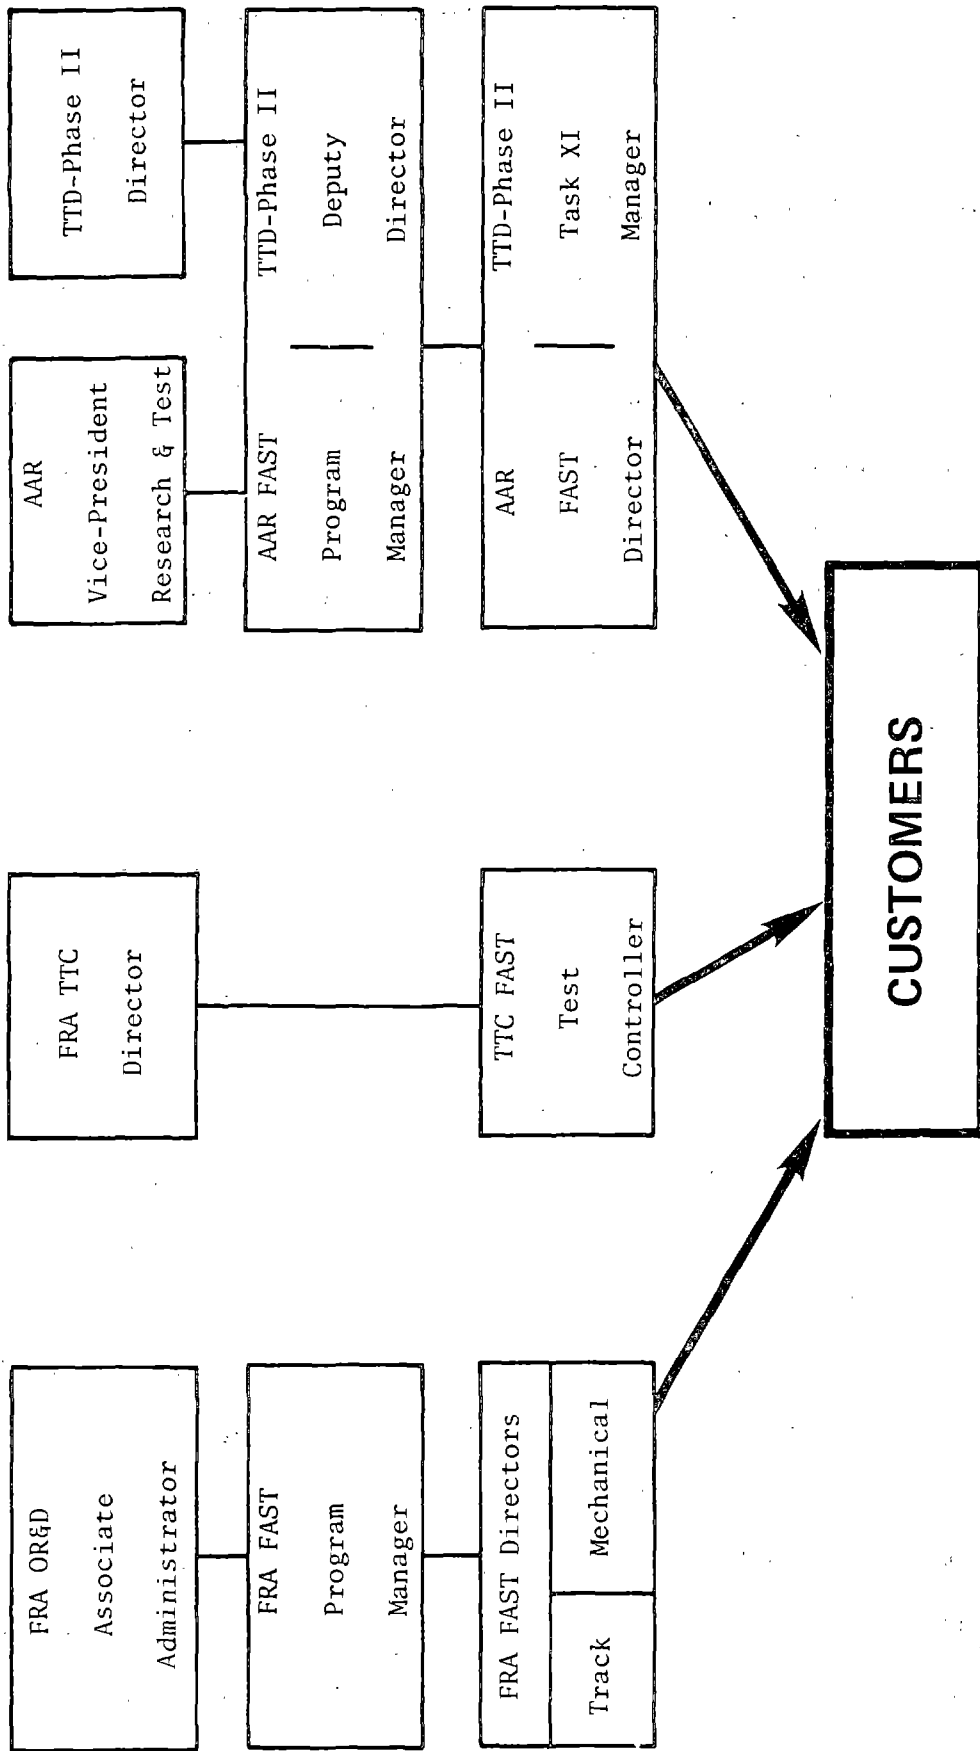 FRA OR&D
Associate
Administrator
FRA FAST
Program
Manager
FRA FAST Directors
Track
Mechanical
FRA TTC
Director
TTC FAST
Test
Controller
AAR
Vice-President
Research & Test
TTD-Phase II
Director
AAR FAST
Program
Manager
TTD-Phase II
Deputy
Director
AAR
FAST
Director
TTD-Phase II
Task XI
Manager
CUSTOMERS